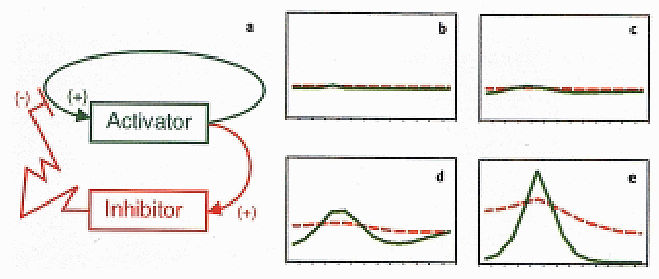 a
b
c
(-)
(+)
Activator
d
e
Inhibitor
(+)